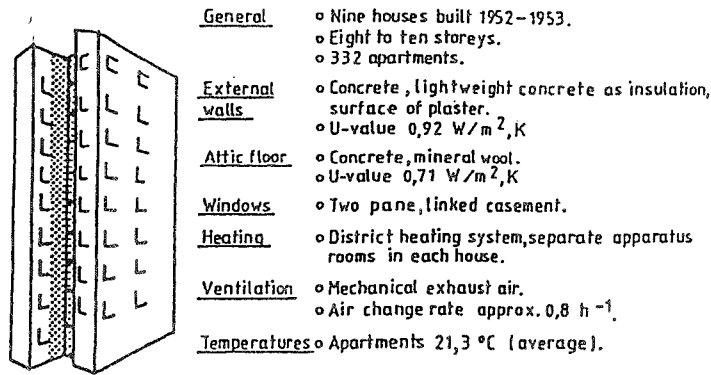 General o Nine houses built 1952-1953.
o Eight to ten storeys.
o 332 apartments.
External walls o Concrete, lightweight concrete as insulation,
surface of plaster.
o U-value 0,92 W/m²,K
Attic floor o Concrete, mineral wool.
o U-value 0,71 W/m²,K
Windows o Two pane, linked casement.
Heating o District heating system, separate apparatus
rooms in each house.
Ventilation o Mechanical exhaust air.
o Air change rate approx. 0,8 h⁻¹.
Temperatures o Apartments 21,3 °C (average).